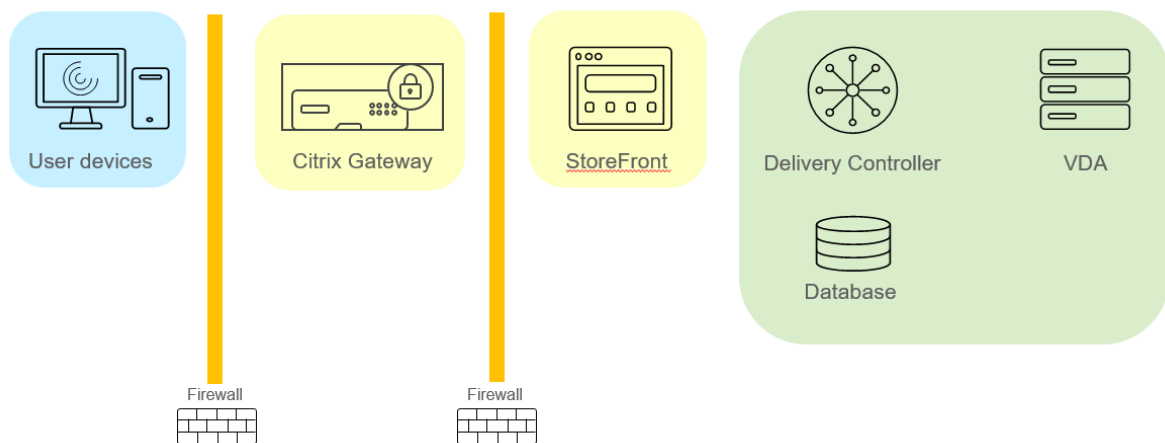 User devices
Citrix Gateway
StoreFront
Delivery Controller
VDA
Database
Firewall
Firewall